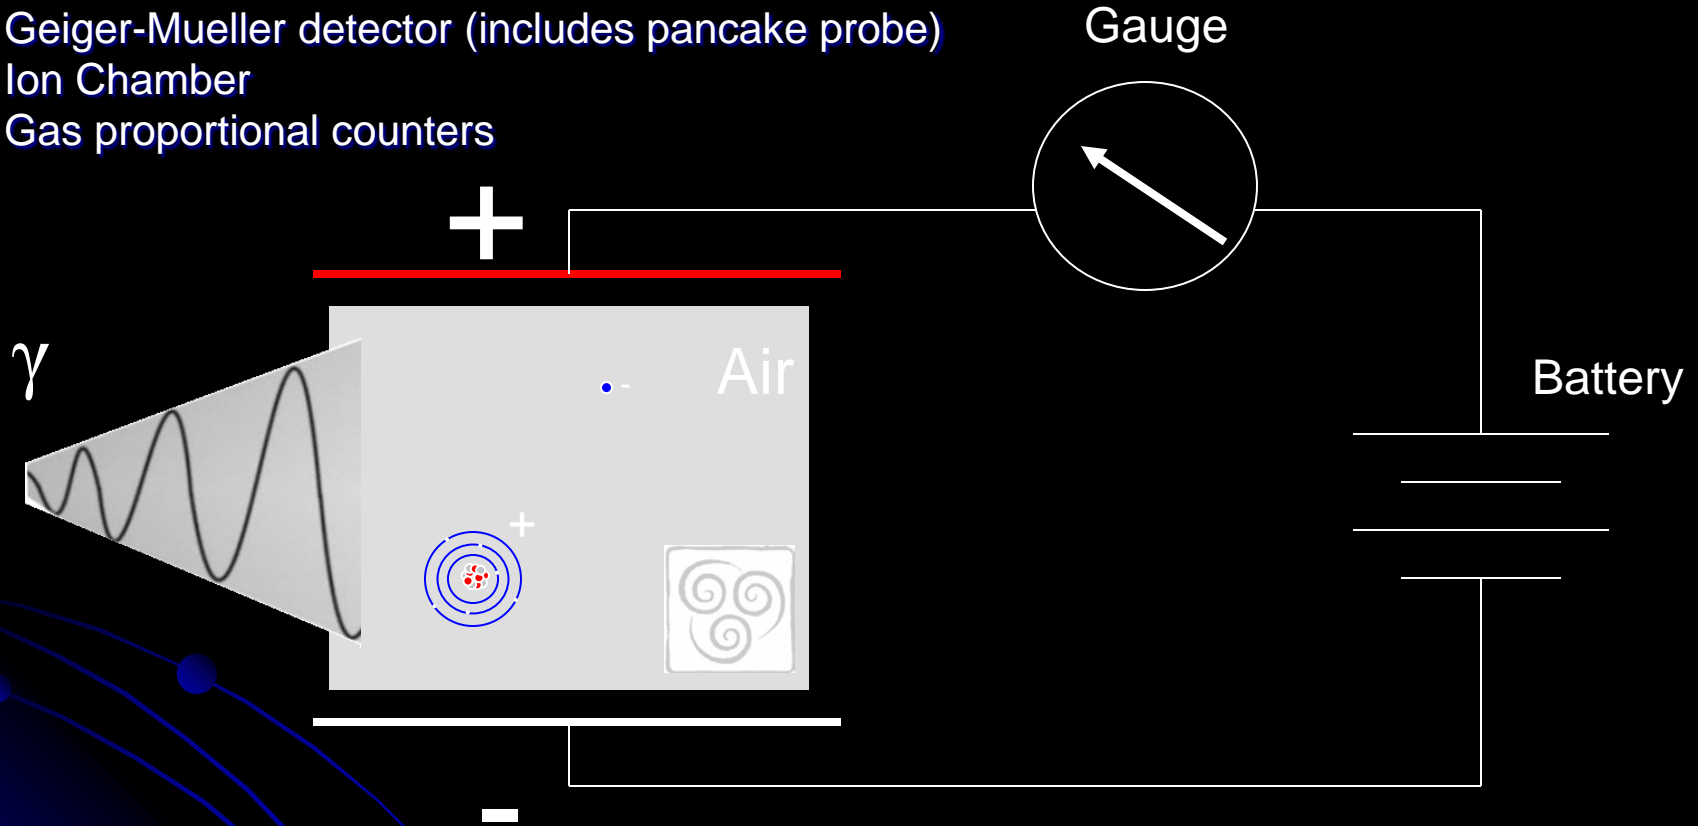 Geiger-Mueller detector (includes pancake probe)
Ion Chamber
Gas proportional counters
Gauge
+
γ
Air
-
Battery
+
-